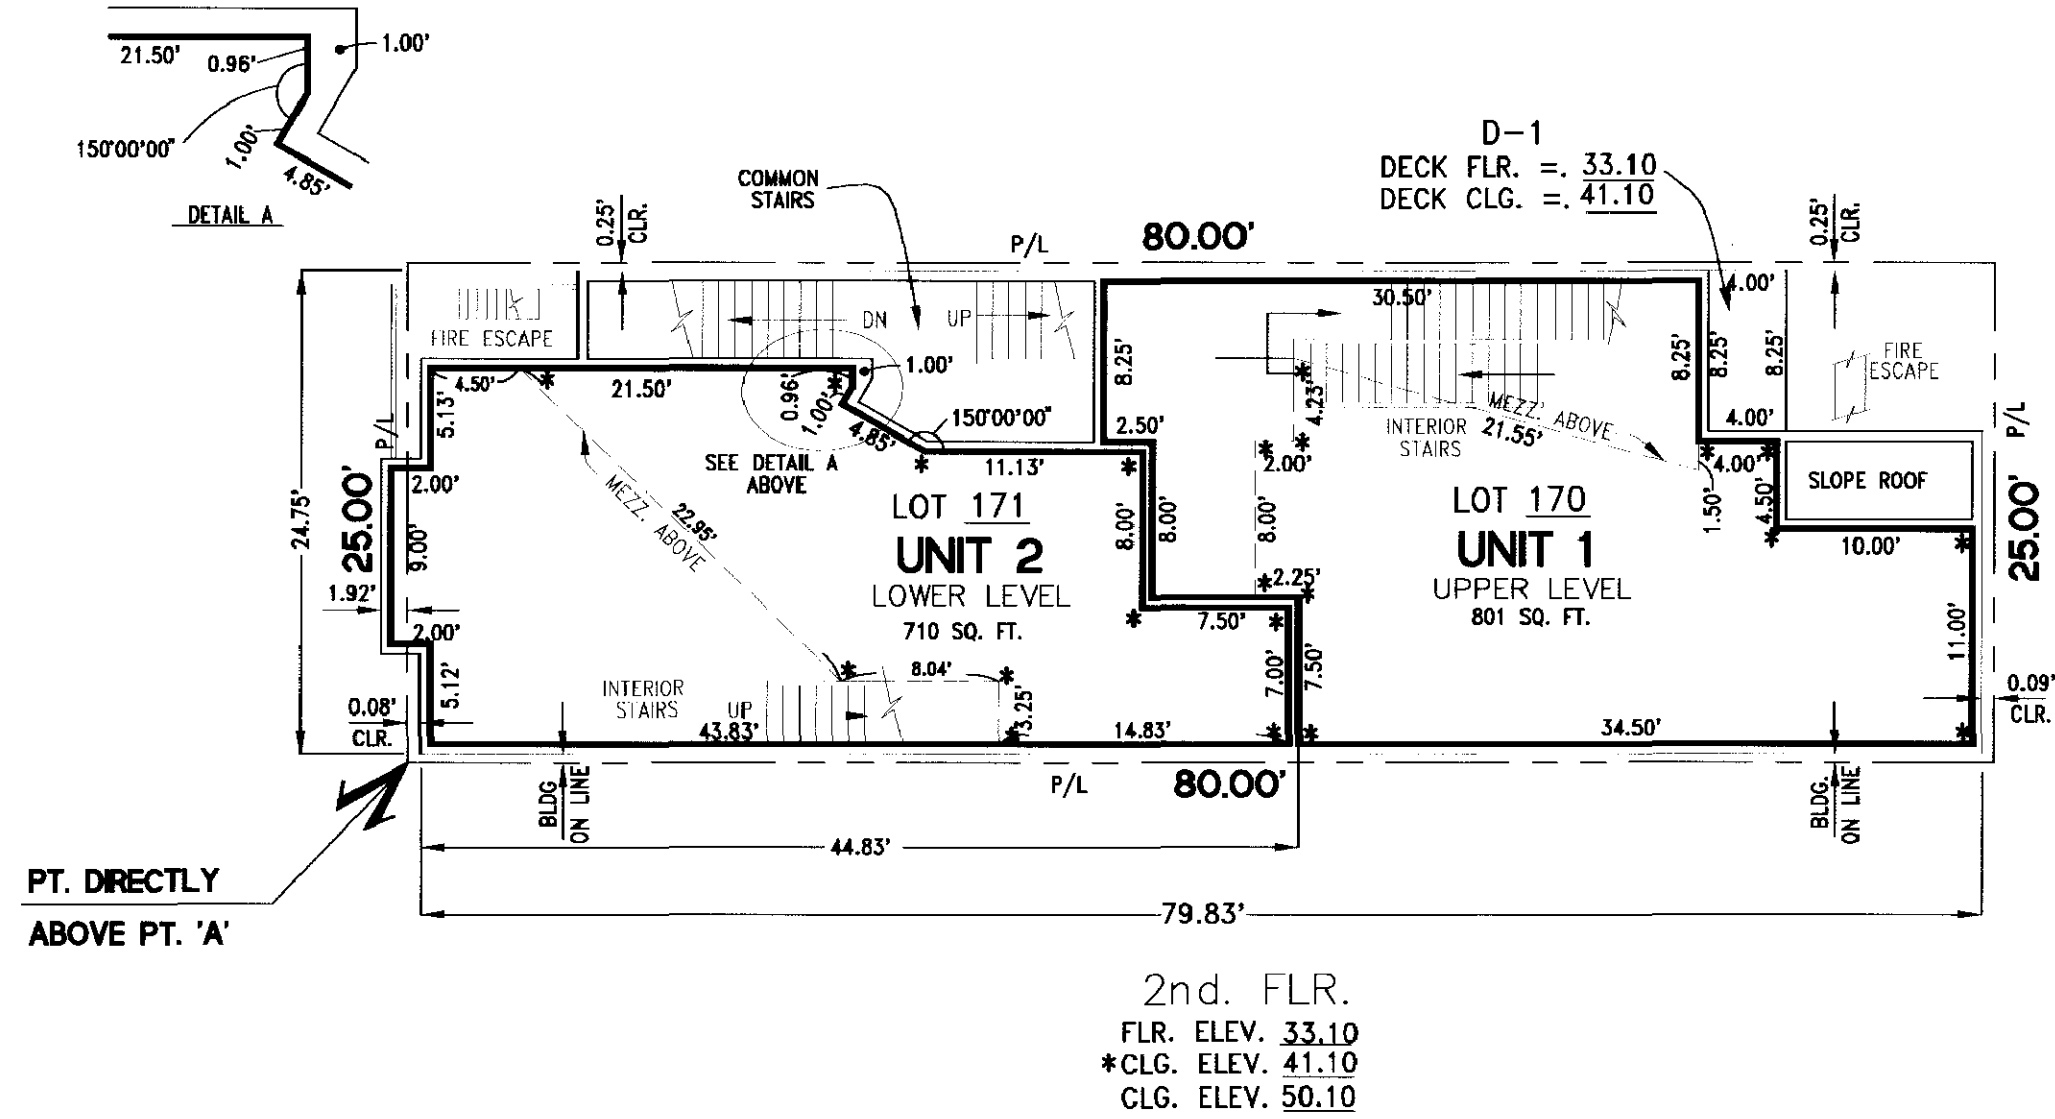 21.50'
0.96'
1.00'
150°00'00"
1.00'
4.85'
DETAIL A
COMMON
STAIRS
D-1
DECK FLR. =. 33.10
DECK CLG. =. 41.10
0.25'
CLR.
P/L
80.00'
0.25'
CLR.
FIRE ESCAPE
DN
UP
30.50'
4.00'
4.50'
21.50'
0.96'
1.00'
1.00'
4.85'
150°00'00"
8.25'
2.50'
4.23'
MEZZ. ABOVE
21.55'
INTERIOR
STAIRS
8.25'
8.25'
8.25'
4.00'
FIRE
ESCAPE
P/L
5.13'
P/L
2.00'
SEE DETAIL A
ABOVE
11.13'
2.00'
4.00'
1.50'
4.50'
SLOPE ROOF
24.75'
25.00'
9.00'
MEZZ. ABOVE
22.95'
LOT 171
UNIT 2
LOWER LEVEL
710 SQ. FT.
8.00'
8.00'
8.00'
LOT 170
UNIT 1
UPPER LEVEL
801 SQ. FT.
10.00'
25.00'
1.92'
2.00'
7.50'
*2.25'
11.00'
5.12'
INTERIOR
STAIRS
UP
8.04'
3.25'
7.00'
7.50'
0.08'
CLR.
43.83'
14.83'
34.50'
0.09'
CLR.
BLDG
ON LINE
P/L
80.00'
BLDG.
ON LINE
44.83'
PT. DIRECTLY
ABOVE PT. 'A'
79.83'
2nd. FLR.
FLR. ELEV. 33.10
*CLG. ELEV. 41.10
CLG. ELEV. 50.10